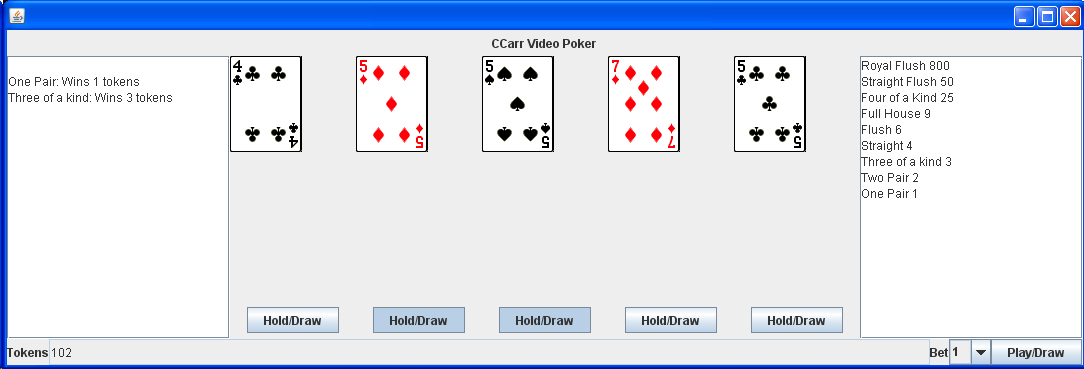 CCarr Video Poker
One Pair: Wins 1 tokens
Three of a kind: Wins 3 tokens
4 4
5 5
5 5
7 7
5 5
Royal Flush 800
Straight Flush 50
Four of a Kind 25
Full House 9
Flush 6
Straight 4
Three of a kind 3
Two Pair 2
One Pair 1
Hold/Draw Hold/Draw Hold/Draw Hold/Draw Hold/Draw
Tokens 102 Bet 1 Play/Draw